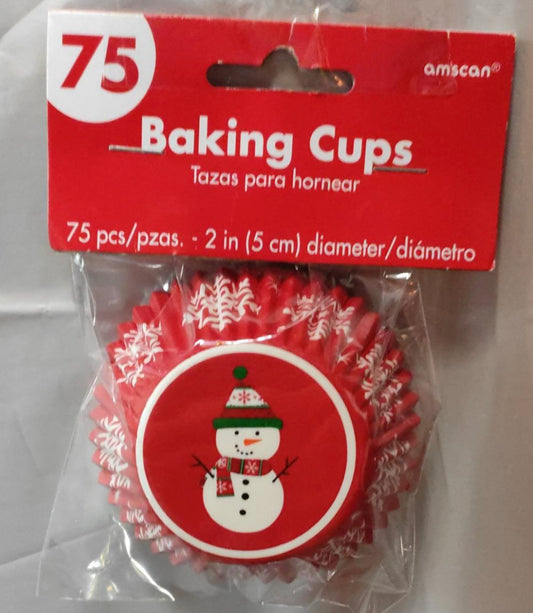 75
amscan®
Baking Cups
Tazas para hornear
75 pcs/pzas. - 2 in (5 cm) diameter/diámetro